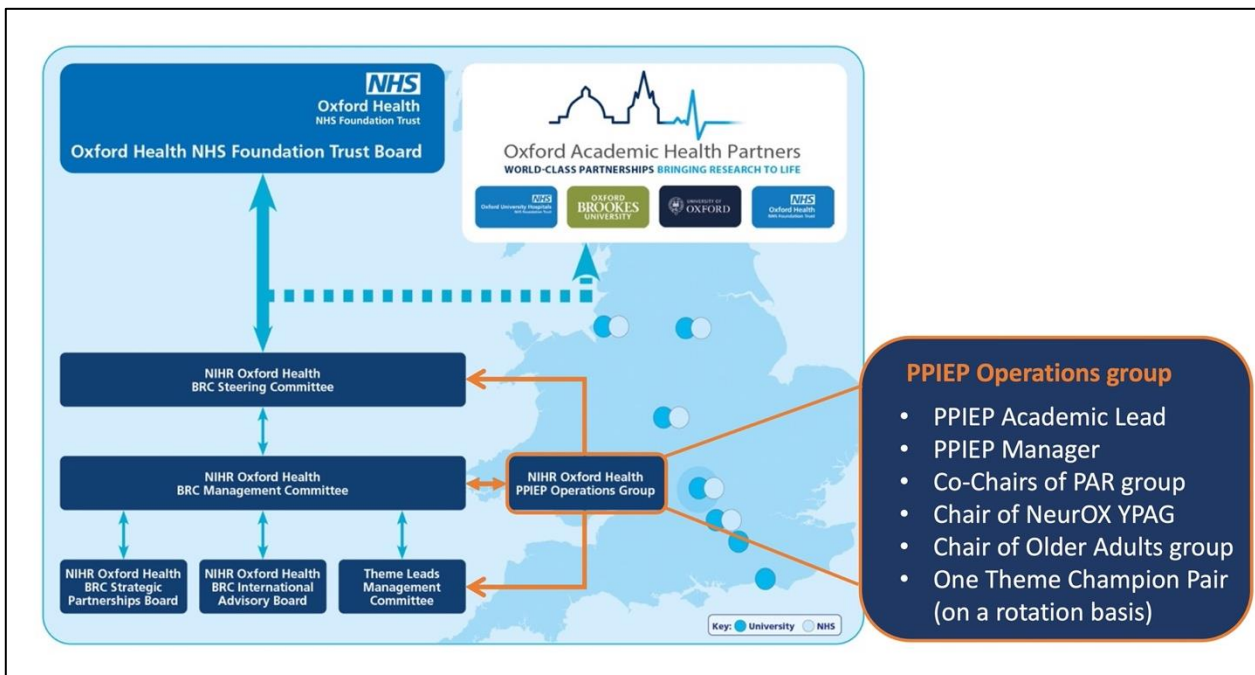 NHS
Oxford Health
NHS Foundation Trust
Oxford Health NHS Foundation Trust Board
Oxford Academic Health Partners
WORLD-CLASS PARTNERSHIPS BRINGING RESEARCH TO LIFE
NHS
Oxford University Hospitals
NHS Foundation Trust
OXFORD
BROOKES
UNIVERSITY
UNIVERSITY OF
OXFORD
NHS
Oxford Health
NHS Foundation Trust
NIHR Oxford Health
BRC Steering Committee
NIHR Oxford Health
BRC Management Committee
NIHR Oxford Health
PPIEP Operations Group
NIHR Oxford Health
BRC Strategic
Partnerships Board
NIHR Oxford Health
BRC International
Advisory Board
Theme Leads
Management
Committee
Key: University NHS
PPIEP Operations group
• PPIEP Academic Lead
• PPIEP Manager
• Co-Chairs of PAR group
• Chair of NeurOX YPAG
• Chair of Older Adults group
• One Theme Champion Pair
(on a rotation basis)